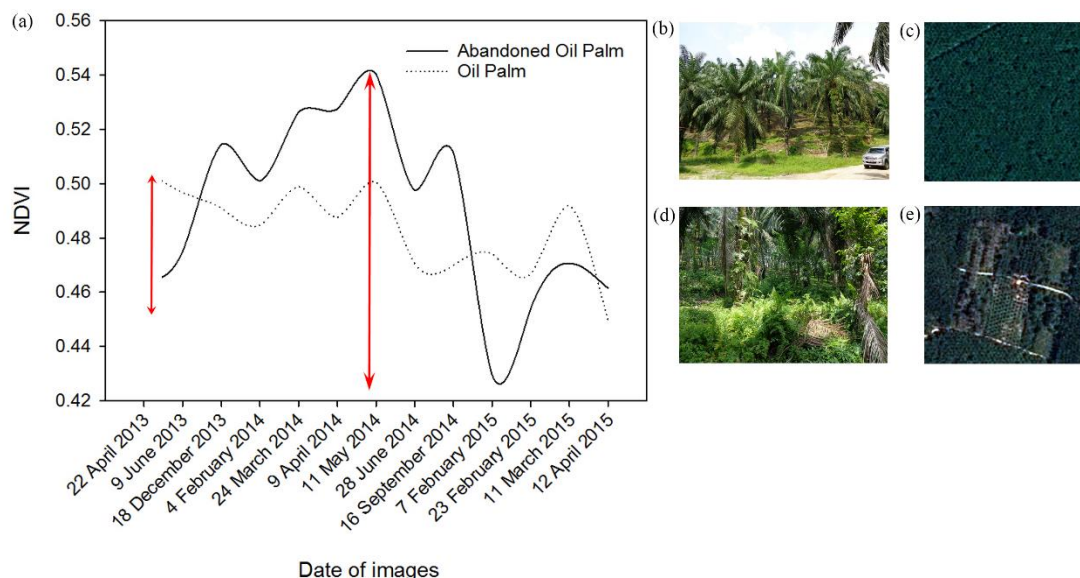 (a)
0.56
0.54
0.52
0.50
0.48
0.46
0.44
0.42
NDVI
Abandoned Oil Palm
Oil Palm
22 April 2013
9 June 2013
18 December 2013
4 February 2014
24 March 2014
9 April 2014
11 May 2014
28 June 2014
16 September 2014
7 February 2015
23 February 2015
11 March 2015
12 April 2015
Date of images
(b)
(c)
(d)
(e)